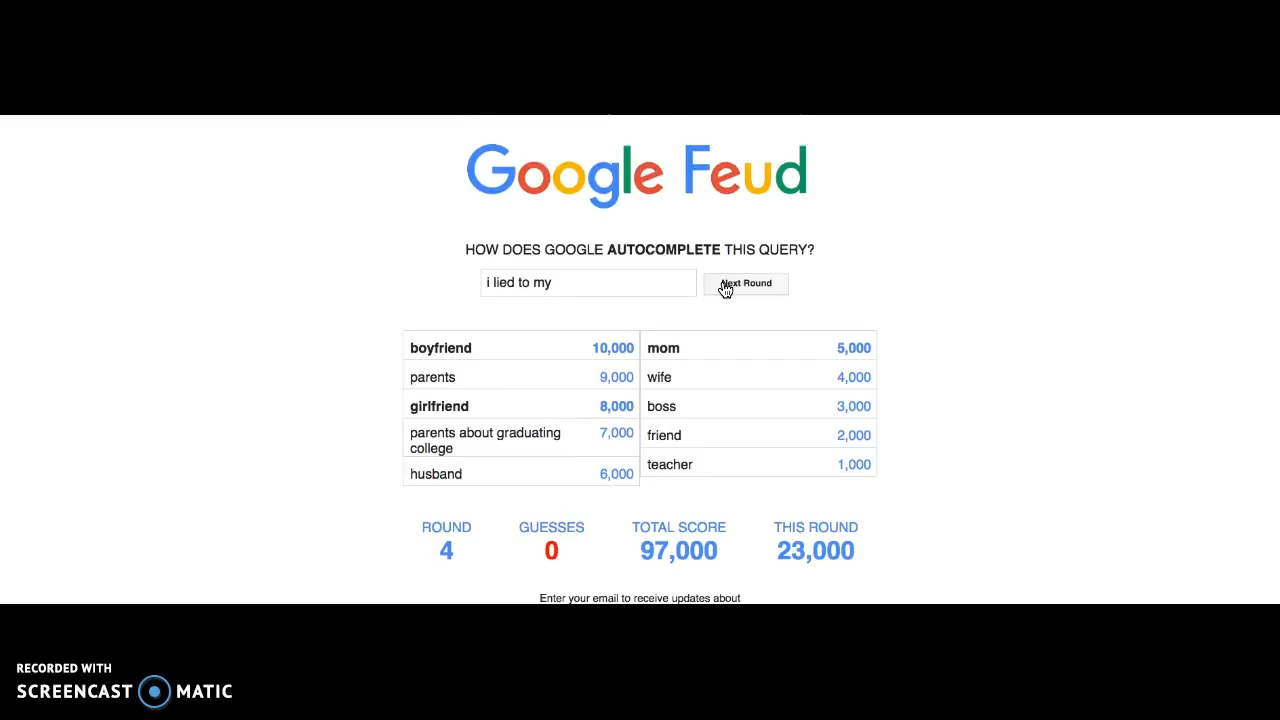 Google Feud
HOW DOES GOOGLE AUTOCOMPLETE THIS QUERY?
i lied to my
Next Round
boyfriend 10,000
parents 9,000
girlfriend 8,000
parents about graduating 7,000
college
husband 6,000
mom 5,000
wife 4,000
boss 3,000
friend 2,000
teacher 1,000
ROUND GUESSES TOTAL SCORE THIS ROUND
4 0 97,000 23,000
Enter your email to receive updates about
RECORDED WITH
SCREENCAST MATIC